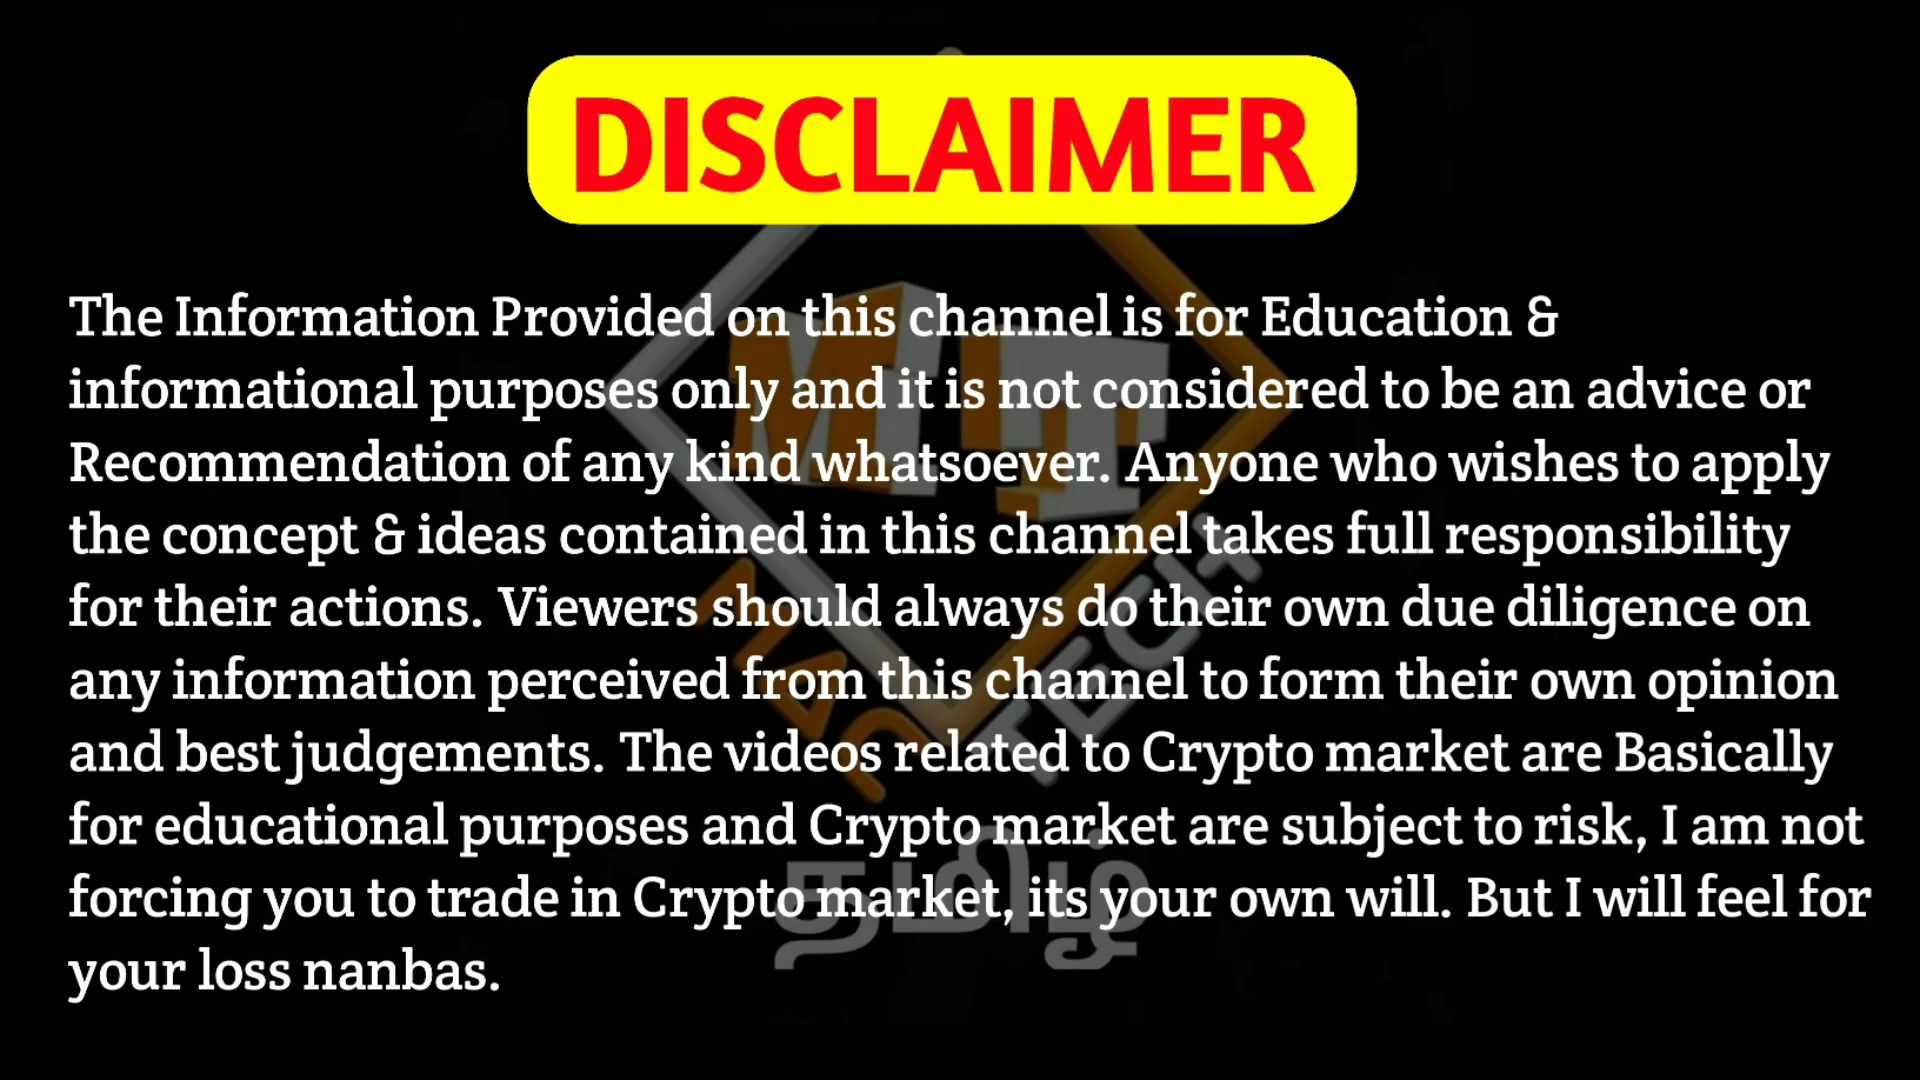 DISCLAIMER
The Information Provided on this channel is for Education &
informational purposes only and it is not considered to be an advice or
Recommendation of any kind whatsoever. Anyone who wishes to apply
the concept & ideas contained in this channel takes full responsibility
for their actions. Viewers should always do their own due diligence on
any information perceived from this channel to form their own opinion
and best judgements. The videos related to Crypto market are Basically
for educational purposes and Crypto market are subject to risk, I am not
forcing you to trade in Crypto market, its your own will. But I will feel for
your loss nanbas.
MT
MAD
TECH
தமிழ்